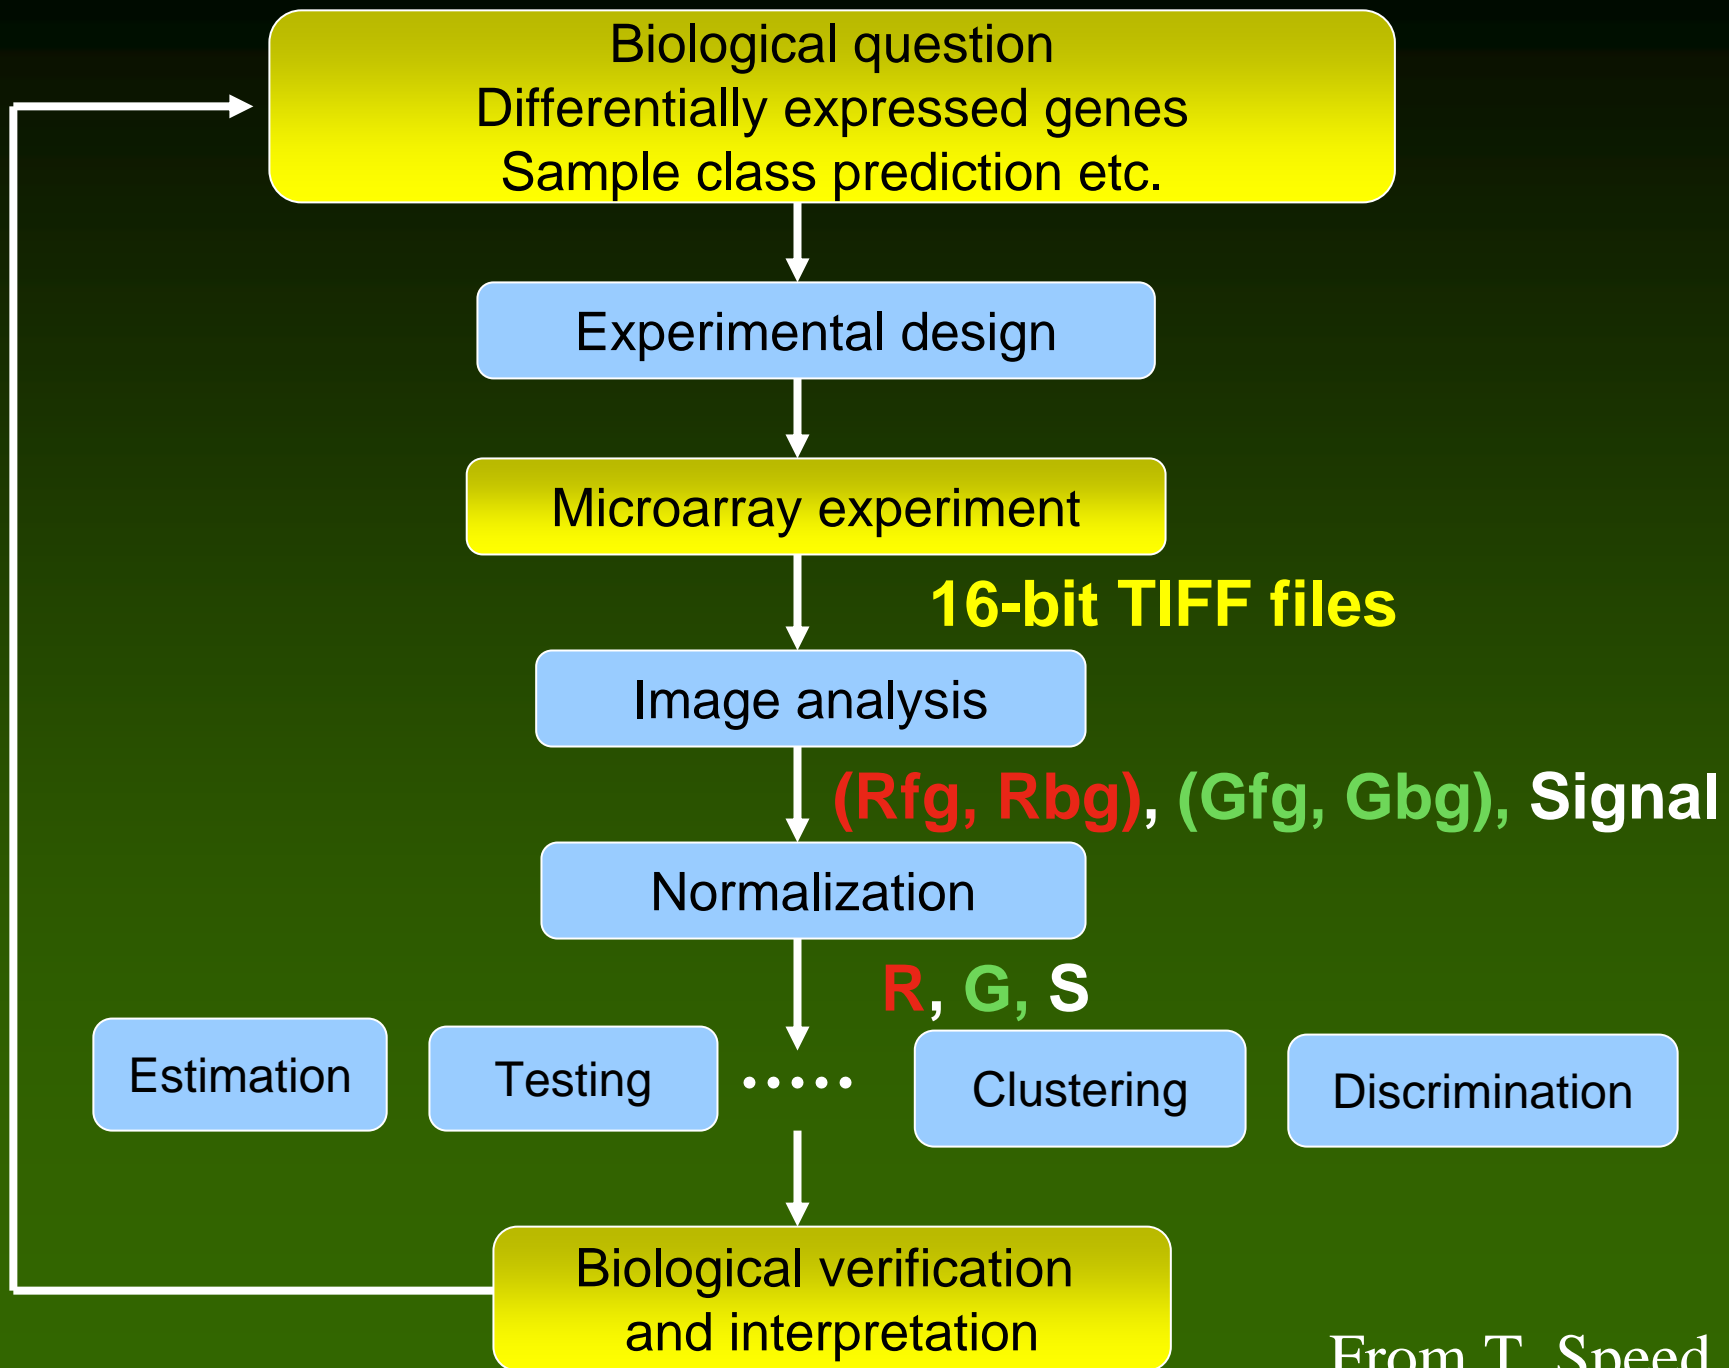 Biological question
Differentially expressed genes
Sample class prediction etc.
Experimental design
Microarray experiment
16-bit TIFF files
Image analysis
(Rfg, Rbg), (Gfg, Gbg), Signal
Normalization
R, G, S
Estimation
Testing
.....
Clustering
Discrimination
Biological verification
and interpretation
From T. Speed